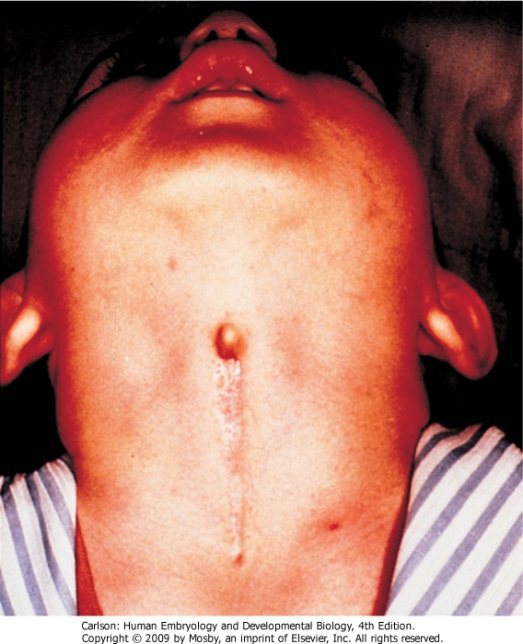 Carlson: Human Embryology and Developmental Biology, 4th Edition.
Copyright © 2009 by Mosby, an imprint of Elsevier, Inc. All rights reserved.